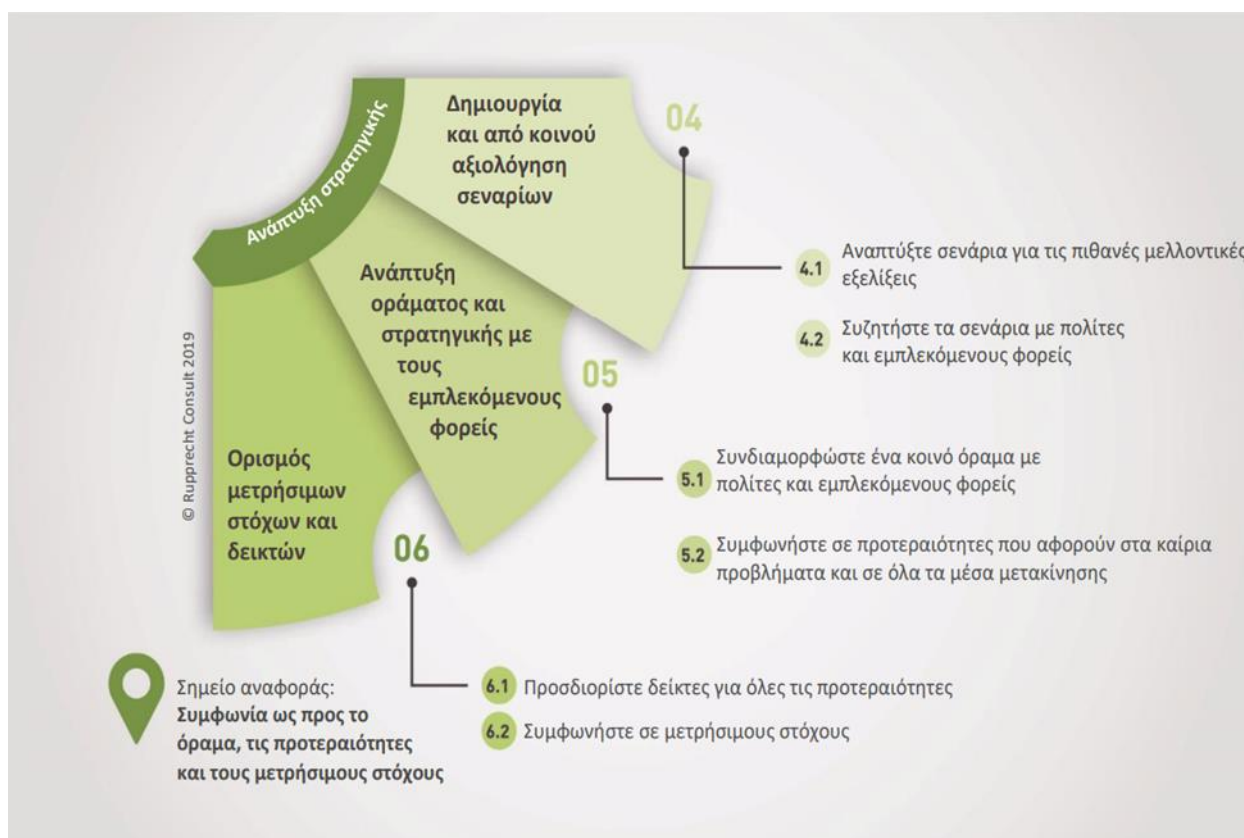 Ανάπτυξη στρατηγικής
Δημιουργία
και από κοινού
αξιολόγηση
σεναρίων
04
4.1
Αναπτύξτε σενάρια για τις πιθανές μελλοντικές
εξελίξεις
4.2
Συζητήστε τα σενάρια με πολίτες
και εμπλεκόμενους φορείς
Ανάπτυξη
οράματος και
στρατηγικής με
τους
εμπλεκόμενους
φορείς
05
5.1
Συνδιαμορφώστε ένα κοινό όραμα με
πολίτες και εμπλεκόμενους φορείς
5.2
Συμφωνήστε σε προτεραιότητες που αφορούν στα καίρια
προβλήματα και σε όλα τα μέσα μετακίνησης
Ορισμός
μετρήσιμων
στόχων και
δεικτών
06
6.1 Προσδιορίστε δείκτες για όλες τις προτεραιότητες
6.2 Συμφωνήστε σε μετρήσιμους στόχους
Σημείο αναφοράς:
Συμφωνία ως προς το
όραμα, τις προτεραιότητες
και τους μετρήσιμους στόχους
© Rupprecht Consult 2019